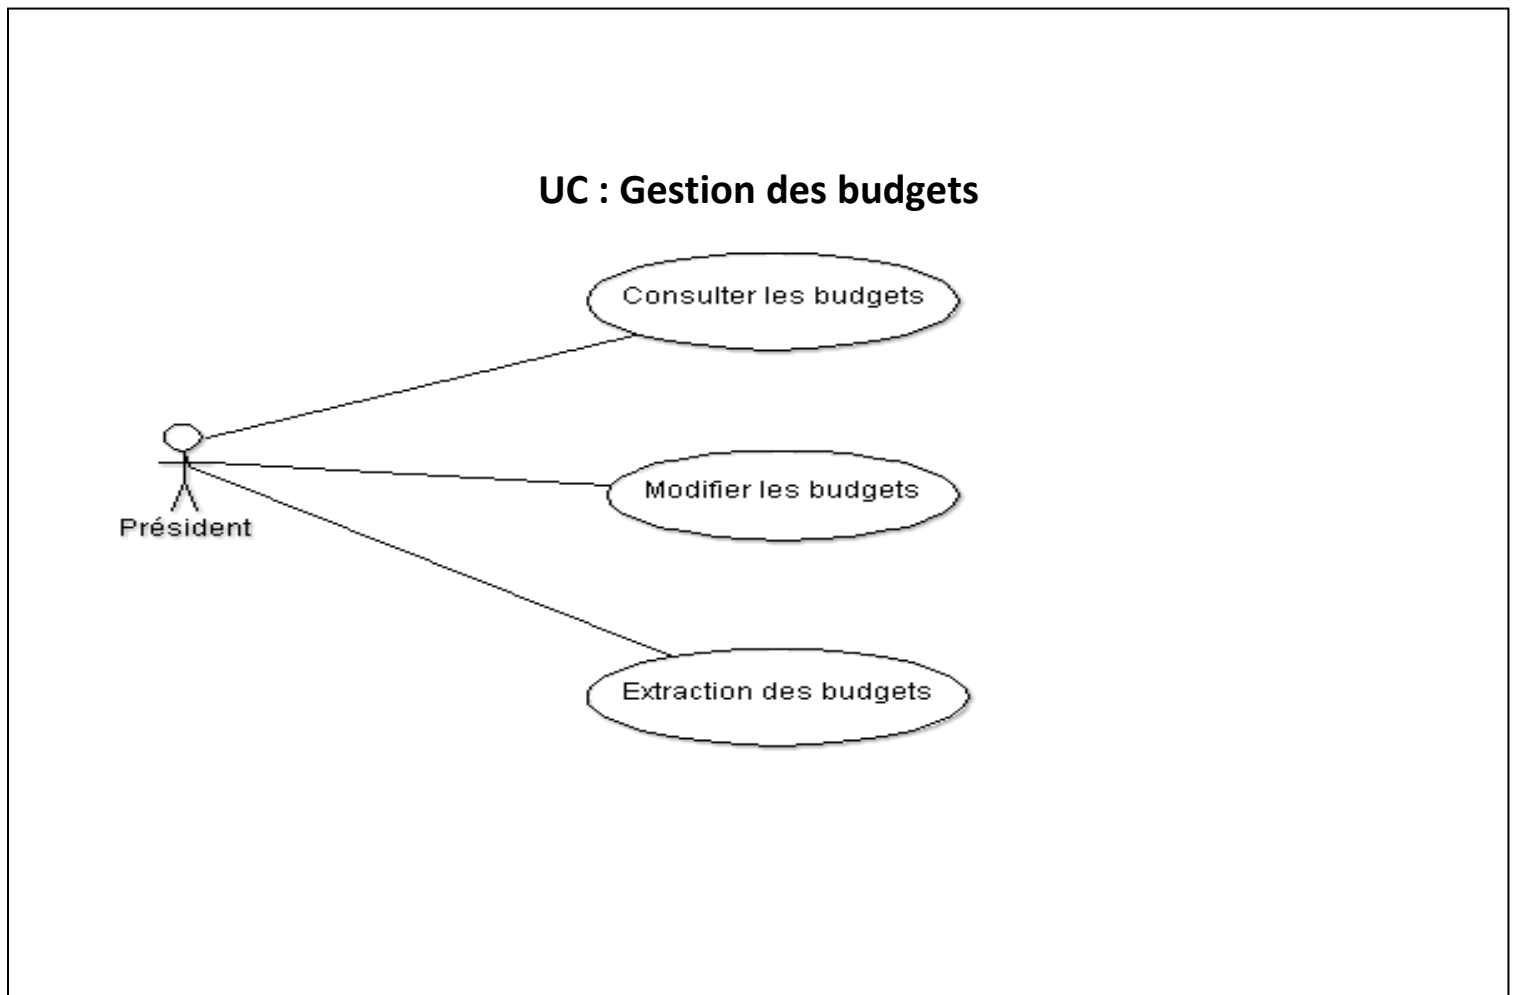 UC : Gestion des budgets
Consulter les budgets
Modifier les budgets
Président
Extraction des budgets